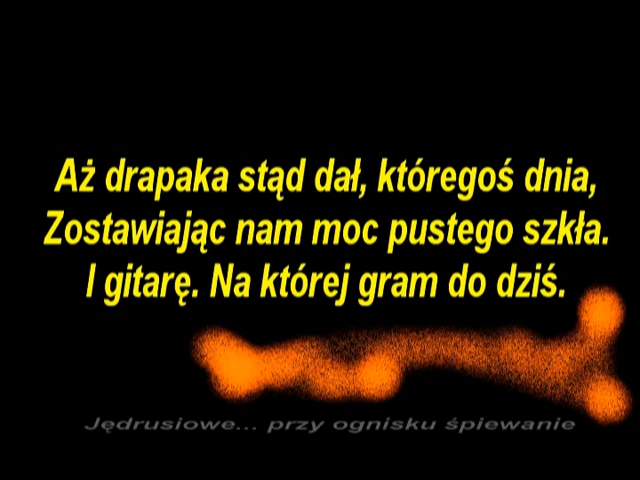 Aż drapaka stąd dał, któregoś dnia,
Zostawiając nam moc pustego szkła.
I gitarę. Na której gram do dziś.
Jędrusiowe... przy ognisku śpiewanie